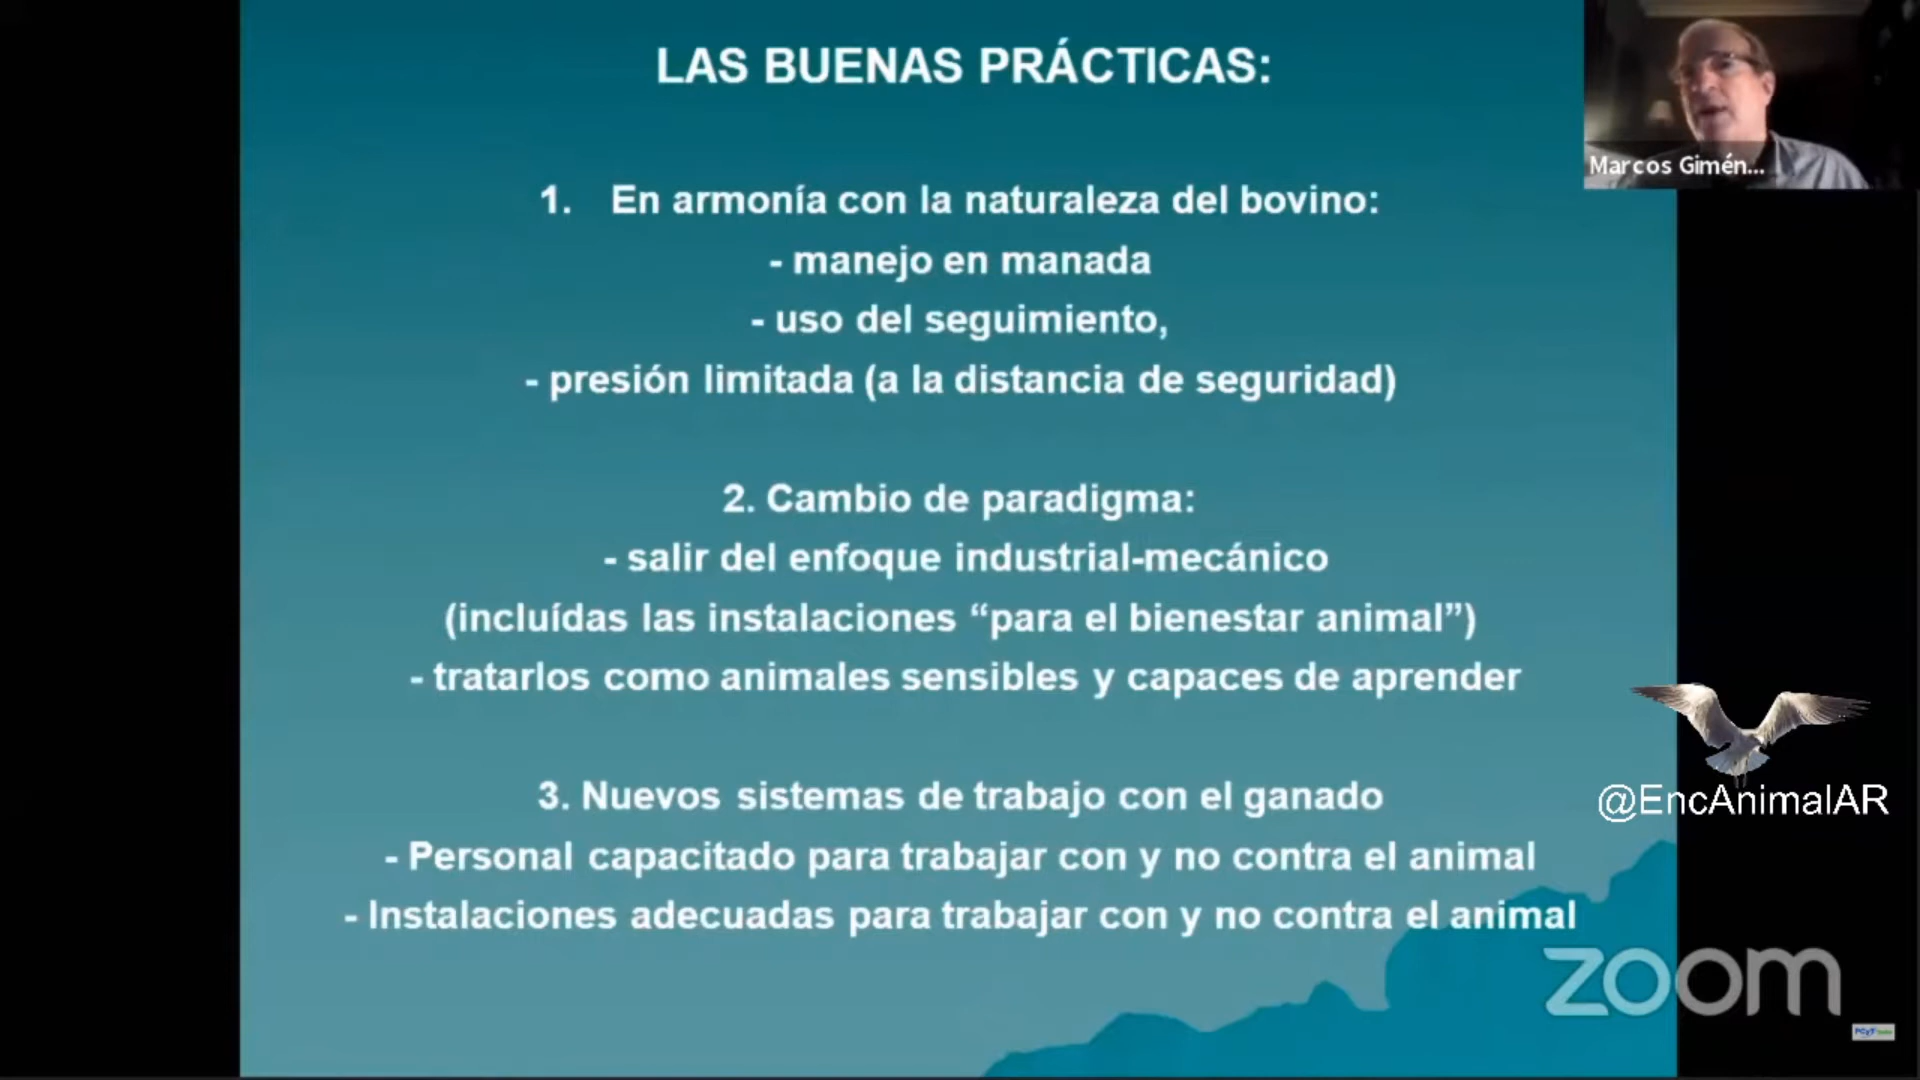 LAS BUENAS PRÁCTICAS:
Marcos Gimén...
1. En armonía con la naturaleza del bovino:
- manejo en manada
- uso del seguimiento,
- presión limitada (a la distancia de seguridad)
2. Cambio de paradigma:
- salir del enfoque industrial-mecánico
(incluídas las instalaciones “para el bienestar animal”)
- tratarlos como animales sensibles y capaces de aprender
3. Nuevos sistemas de trabajo con el ganado
- Personal capacitado para trabajar con y no contra el animal
- Instalaciones adecuadas para trabajar con y no contra el animal
@EncAnimalAR
zoom